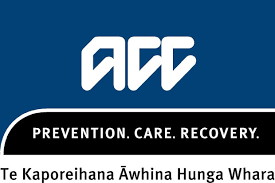 ACC
PREVENTION. CARE. RECOVERY.
Te Kaporeihana Āwhina Hunga Whara